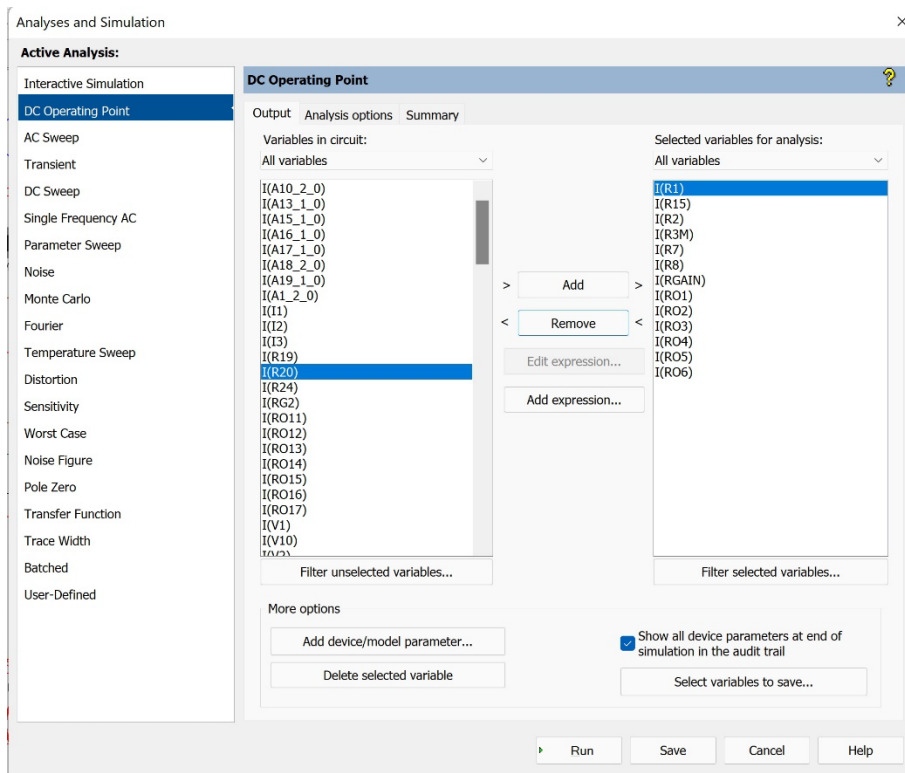 Analyses and Simulation
Active Analysis:
Interactive Simulation
DC Operating Point
AC Sweep
Transient
DC Sweep
Single Frequency AC
Parameter Sweep
Noise
Monte Carlo
Fourier
Temperature Sweep
Distortion
Sensitivity
Worst Case
Noise Figure
Pole Zero
Transfer Function
Trace Width
Batched
User-Defined
DC Operating Point
Output Analysis options Summary
Variables in circuit:
All variables
I(A10_2_0)
I(A13_1_0)
I(A15_1_0)
I(A16_1_0)
I(A17_1_0)
I(A18_2_0)
I(A19_1_0)
I(A1_2_0)
I(I1)
I(I2)
I(I3)
I(R19)
I(R20)
I(R24)
I(RG2)
I(RO11)
I(RO12)
I(RO13)
I(RO14)
I(RO15)
I(RO16)
I(RO17)
I(V1)
I(V10)
I(V2)
Filter unselected variables...
> Add >
< Remove <
Edit expression...
Add expression...
Selected variables for analysis:
All variables
I(R1)
I(R15)
I(R2)
I(R3M)
I(R7)
I(R8)
I(RGAIN)
I(RO1)
I(RO2)
I(RO3)
I(RO4)
I(RO5)
I(RO6)
Filter selected variables...
More options
Add device/model parameter...
Delete selected variable
Show all device parameters at end of
simulation in the audit trail
Select variables to save...
Run Save Cancel Help